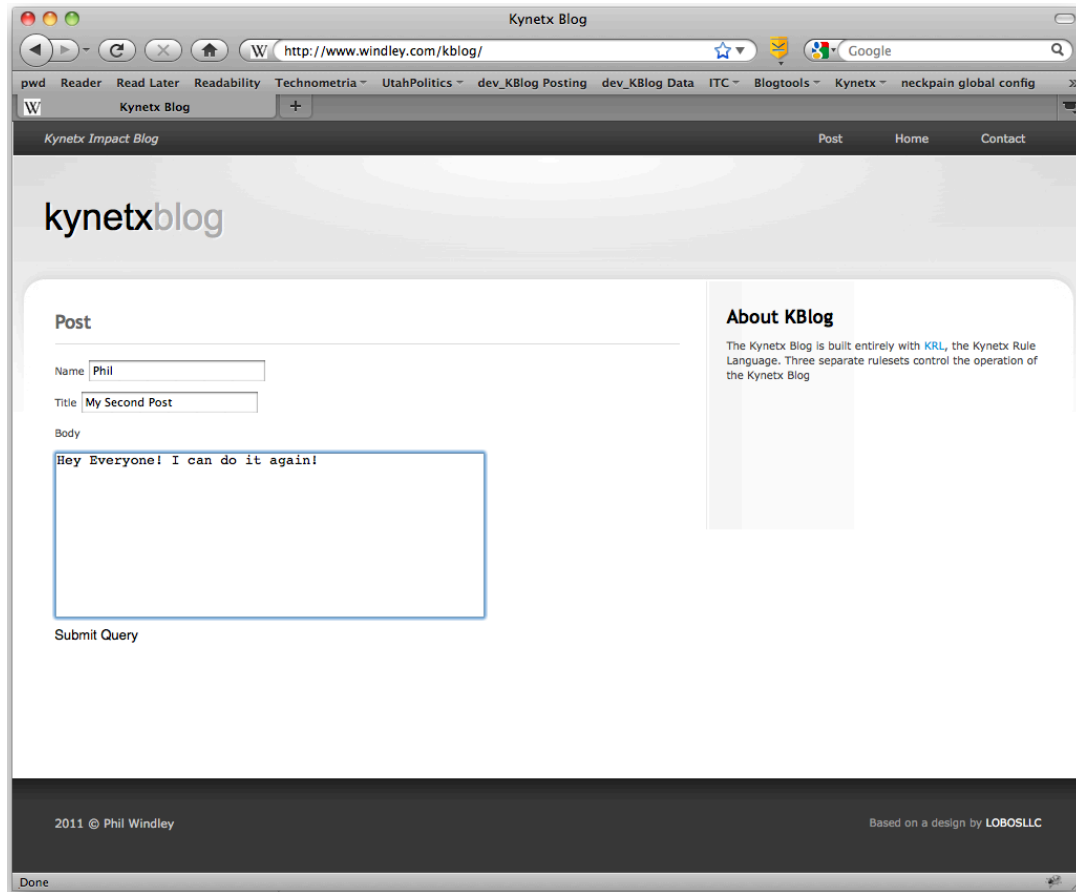 Kynetx Blog
W http://www.windley.com/kblog/ Google
pwd Reader Read Later Readability Technometria UtahPolitics dev_KBlog Posting dev_KBlog Data ITC Blogtools Kynetx neckpain global config »
W Kynetx Blog +
Kynetx Impact Blog Post Home Contact
kynetxblog
Post
Name Phil
Title My Second Post
Body
Hey Everyone! I can do it again!
Submit Query
About KBlog
The Kynetx Blog is built entirely with KRL, the Kynetx Rule
Language. Three separate rulesets control the operation of
the Kynetx Blog
2011 © Phil Windley
Based on a design by LOBOSLLC
Done